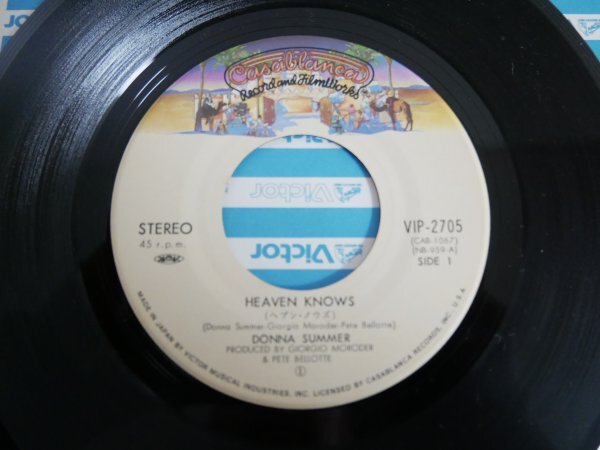 Casablanca
Record and FilmWorks
STEREO
45 r.p.m.
VIP-2705
(CAB-1067)
(NB-959-A)
SIDE 1
Victor
Victor
HEAVEN KNOWS
(ヘブン・ノウズ)
(Donna Summer-Giorgio Moroder-Pete Bellotte)
DONNA SUMMER
PRODUCED BY GIORGIO MORODER
& PETE BELLOTTE
1
MADE IN JAPAN BY VICTOR MUSICAL INDUSTRIES, INC. LICENSED BY CASABLANCA RECORDS, INC., U.S.A.